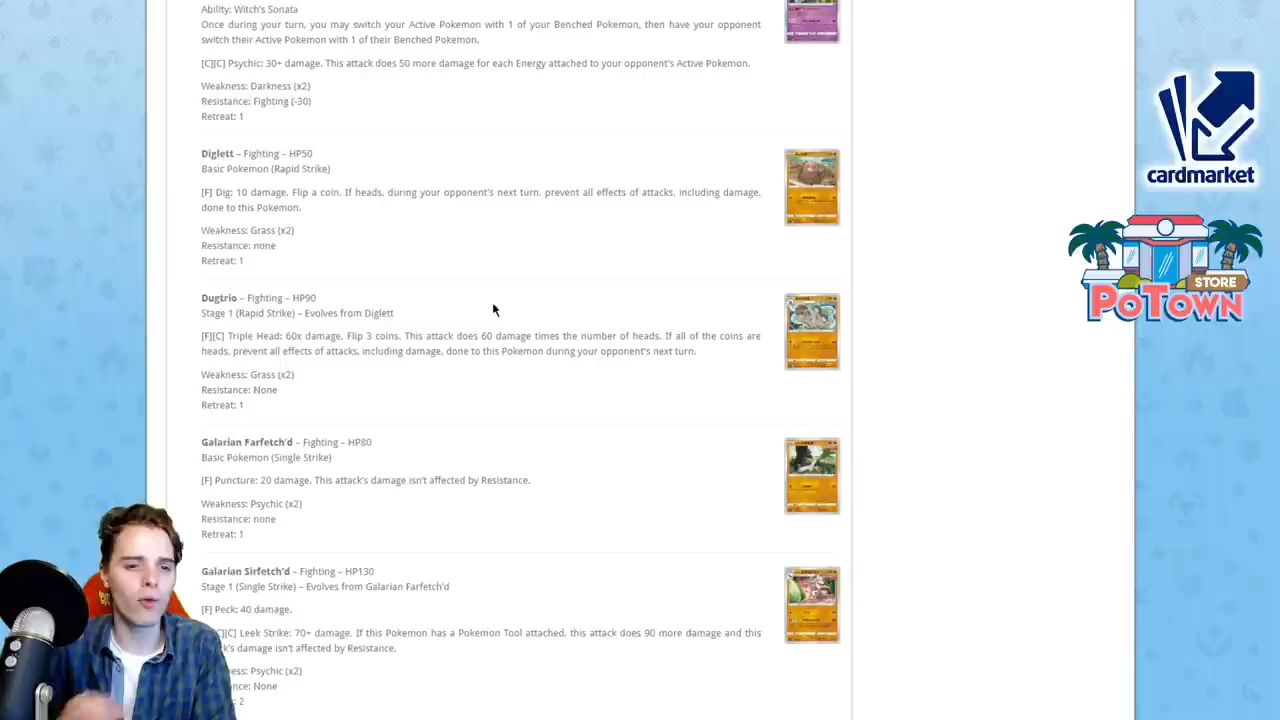 Ability: Witch's Sonata
Once during your turn, you may switch your Active Pokemon with 1 of your Benched Pokemon, then have your opponent
switch their Active Pokemon with 1 of their Benched Pokemon.
[C][C] Psychic: 30+ damage. This attack does 50 more damage for each Energy attached to your opponent's Active Pokemon.
Weakness: Darkness (x2)
Resistance: Fighting (-30)
Retreat: 1
Diglett – Fighting – HP50
Basic Pokemon (Rapid Strike)
[F] Dig: 10 damage. Flip a coin. If heads, during your opponent's next turn, prevent all effects of attacks, including damage,
done to this Pokemon.
Weakness: Grass (x2)
Resistance: none
Retreat: 1
Dugtrio – Fighting – HP90
Stage 1 (Rapid Strike) – Evolves from Diglett
[F][C] Triple Head: 60x damage. Flip 3 coins. This attack does 60 damage times the number of heads. If all of the coins are
heads, prevent all effects of attacks, including damage, done to this Pokemon during your opponent's next turn.
Weakness: Grass (x2)
Resistance: None
Retreat: 1
Galarian Farfetch'd – Fighting – HP80
Basic Pokemon (Single Strike)
[F] Puncture: 20 damage. This attack's damage isn't affected by Resistance.
Weakness: Psychic (x2)
Resistance: none
Retreat: 1
Galarian Sirfetch'd – Fighting – HP130
Stage 1 (Single Strike) – Evolves from Galarian Farfetch'd
[F] Peck: 40 damage.
[C] Leek Strike: 70+ damage. If this Pokemon has a Pokemon Tool attached, this attack does 90 more damage and this
damage isn't affected by Resistance.
Psychic (x2)
None
2
cardmarket
STORE
PoTOWN